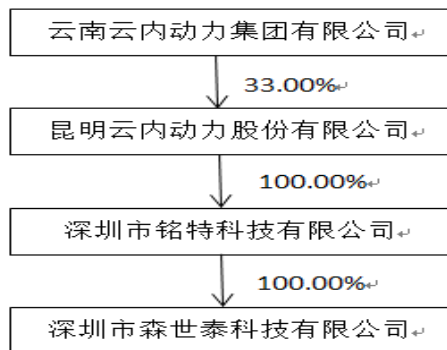 云南云内动力集团有限公司
33.00%
昆明云内动力股份有限公司
100.00%
深圳市铭特科技有限公司
100.00%
深圳市森世泰科技有限公司